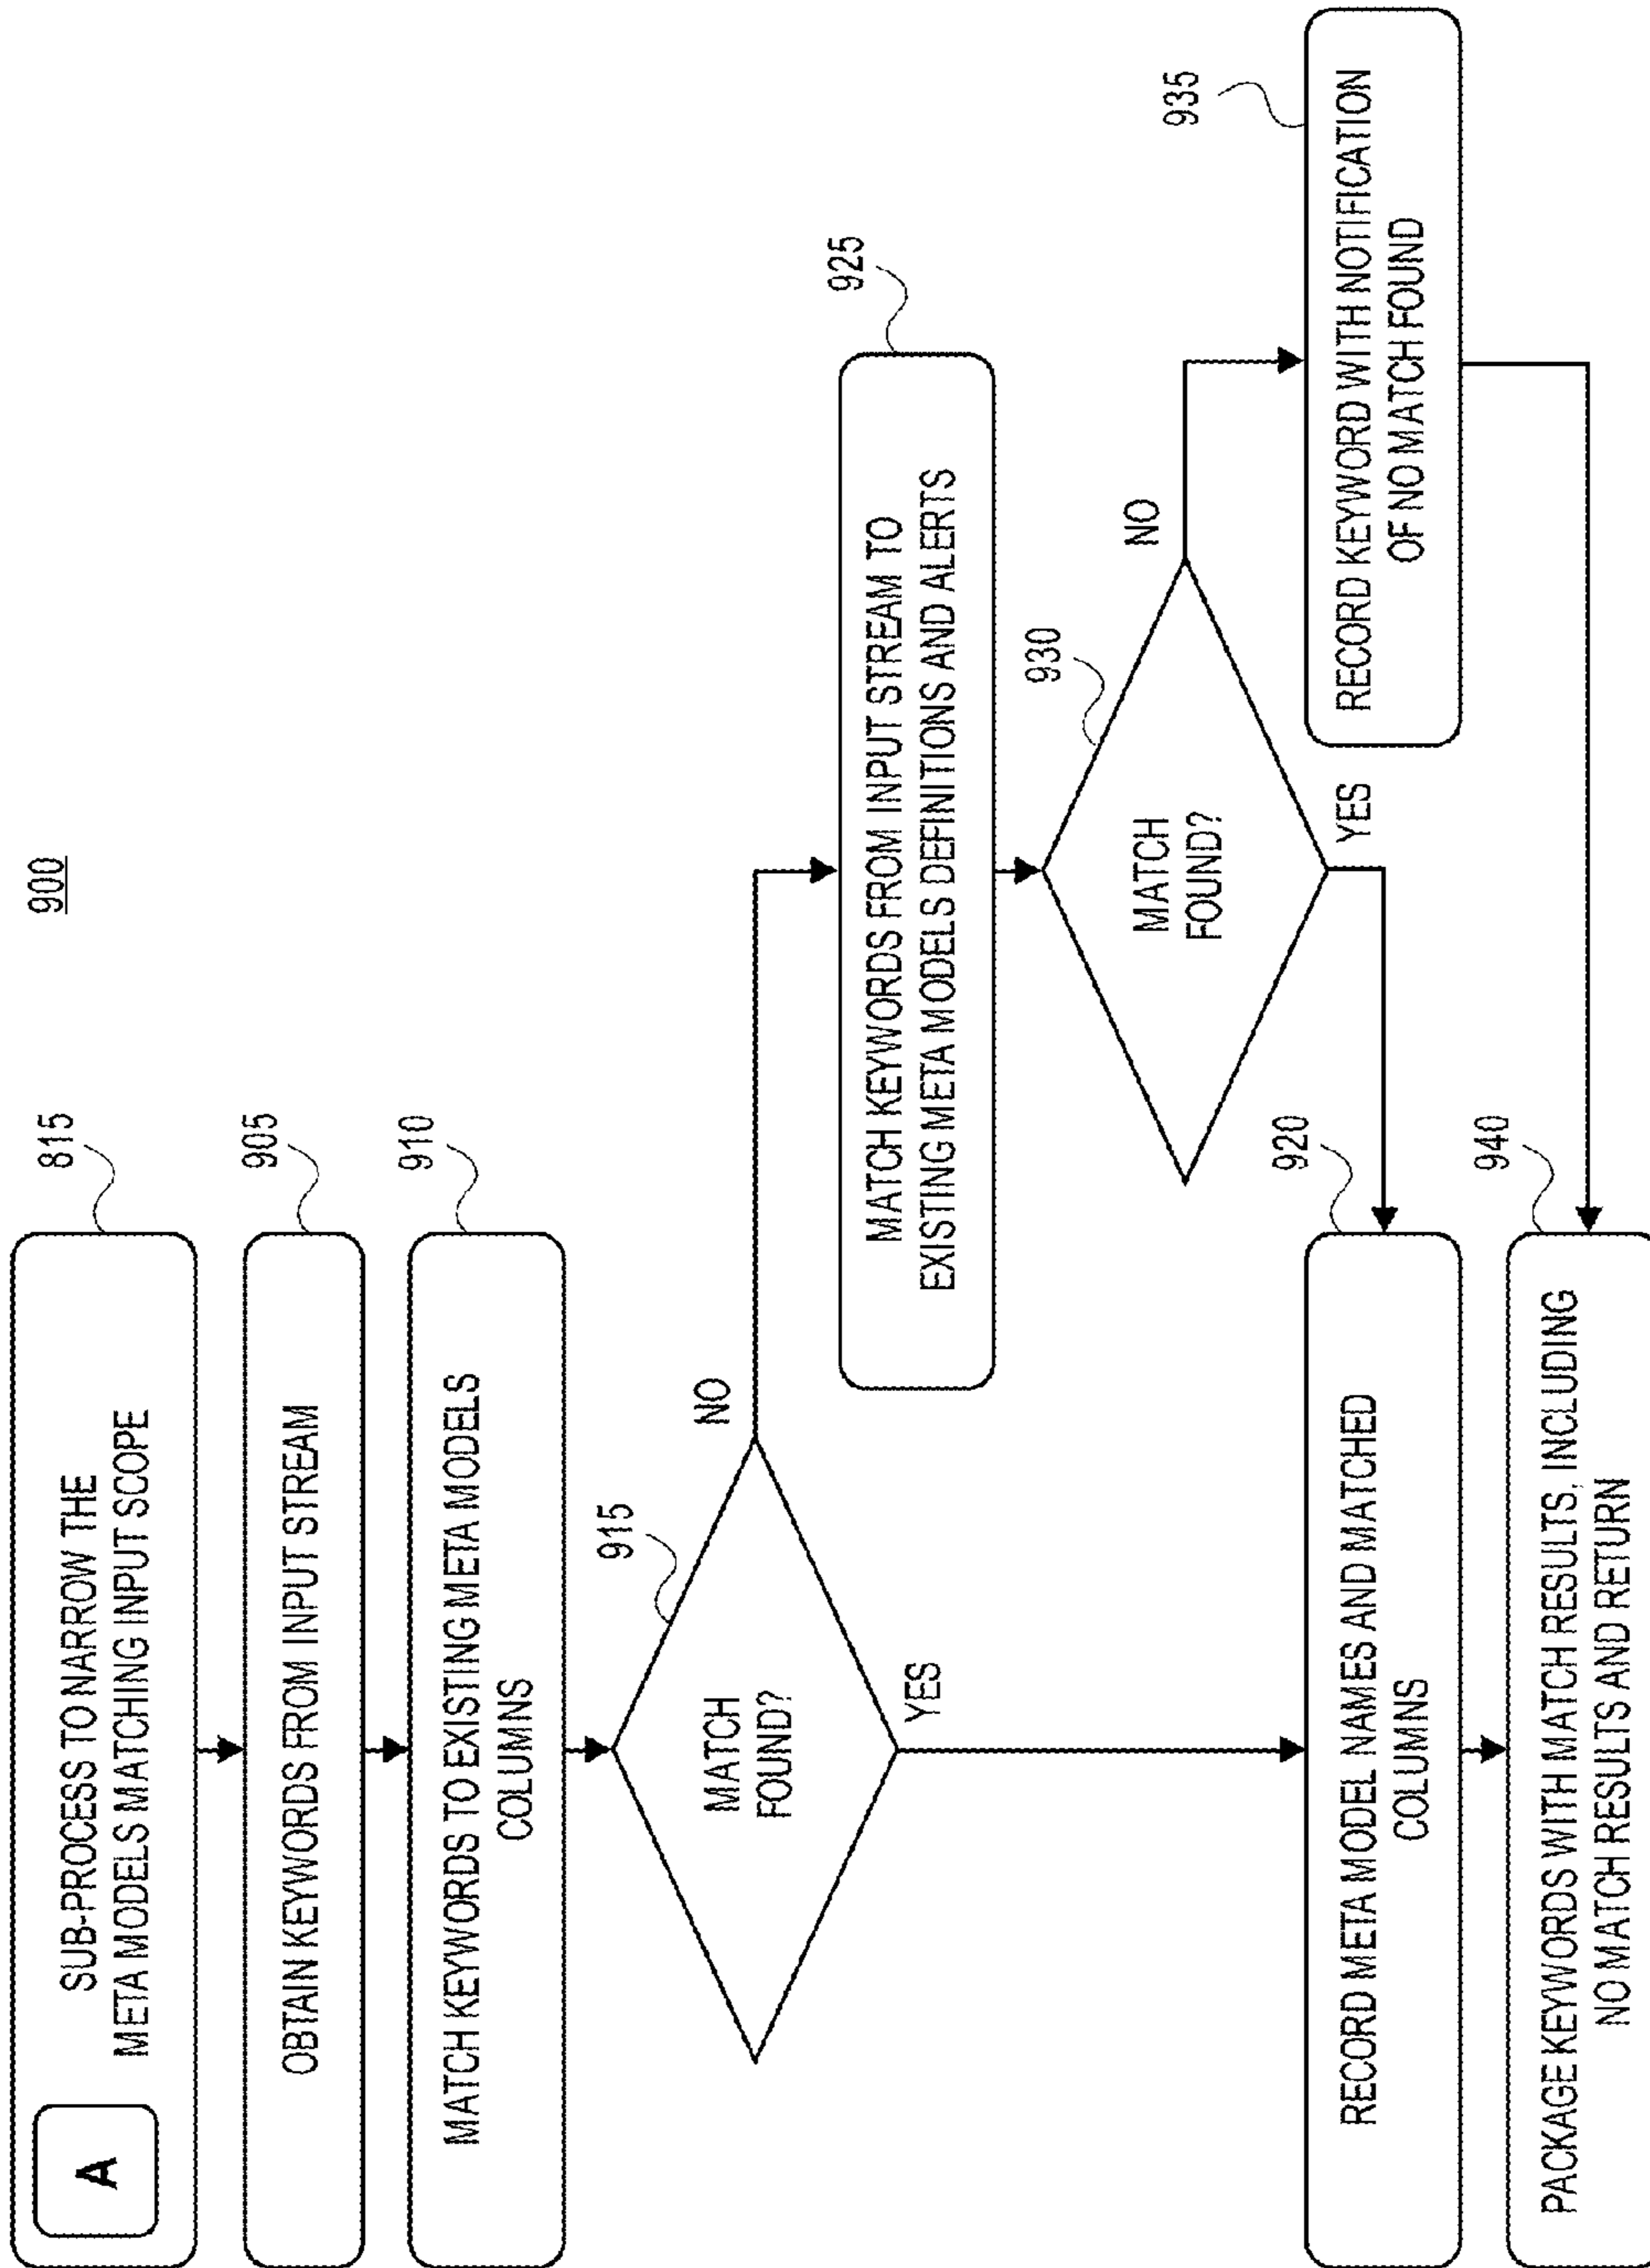 900
A
SUB-PROCESS TO NARROW THE
META MODELS MATCHING INPUT SCOPE
815
OBTAIN KEYWORDS FROM INPUT STREAM
905
MATCH KEYWORDS TO EXISTING META MODELS
COLUMNS
910
MATCH
FOUND?
915
NO
YES
MATCH KEYWORDS FROM INPUT STREAM TO
EXISTING META MODELS DEFINITIONS AND ALERTS
925
MATCH
FOUND?
930
NO
YES
RECORD META MODEL NAMES AND MATCHED
COLUMNS
920
RECORD KEYWORD WITH NOTIFICATION
OF NO MATCH FOUND
935
PACKAGE KEYWORDS WITH MATCH RESULTS, INCLUDING
NO MATCH RESULTS AND RETURN
940